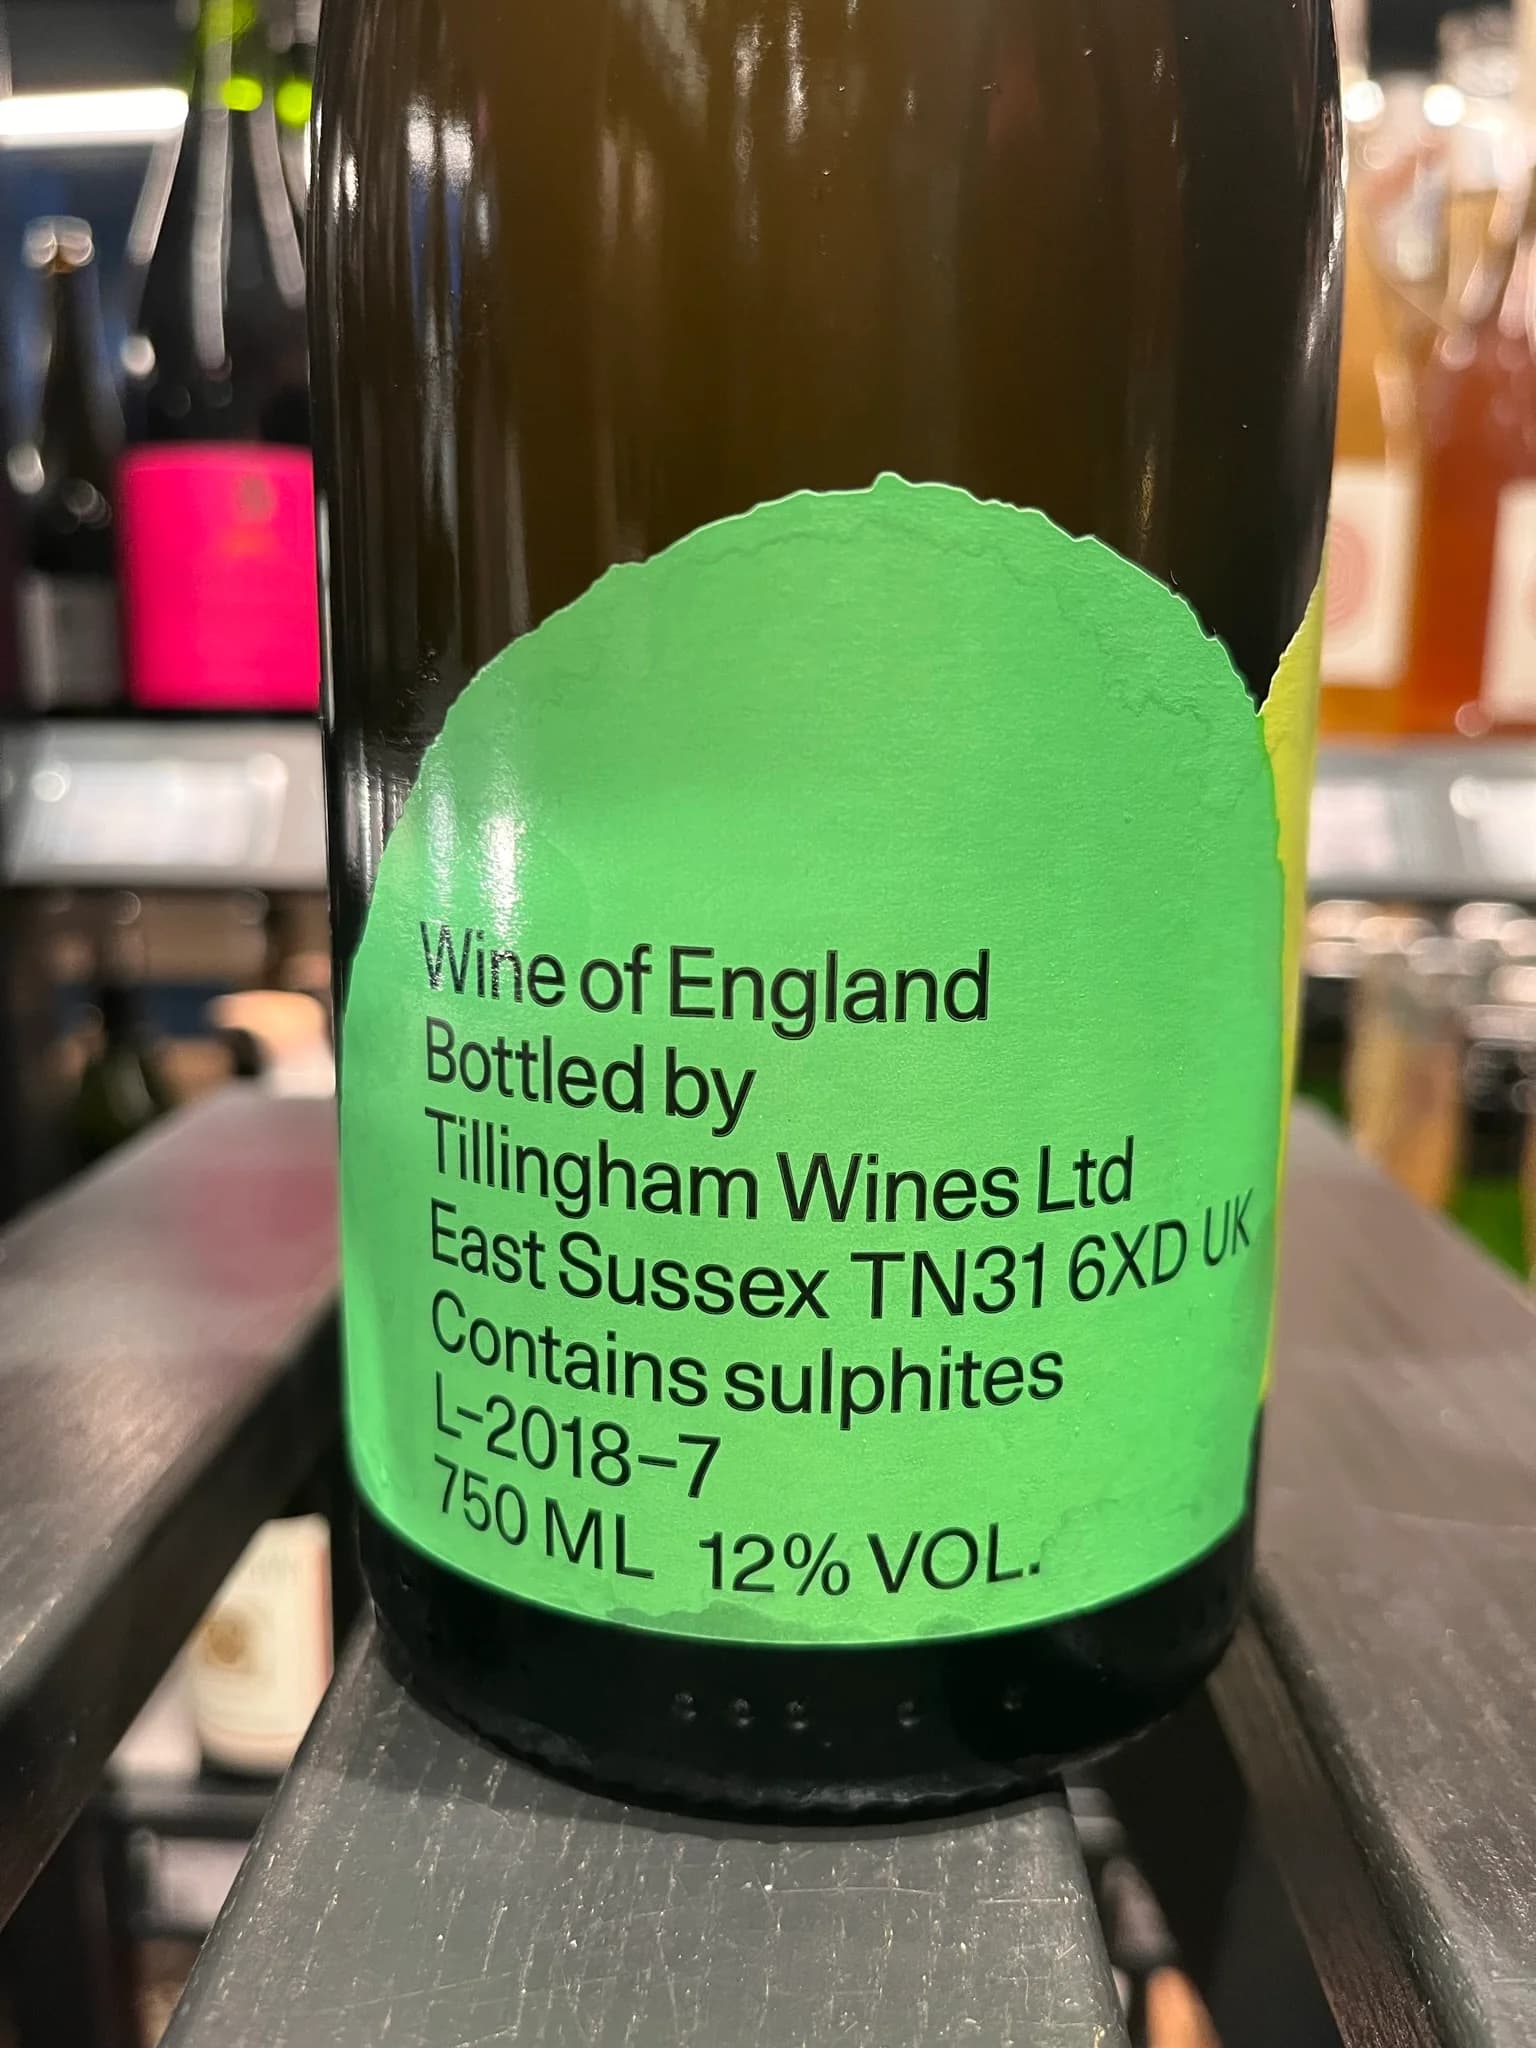 Wine of England
Bottled by
Tillingham Wines Ltd
East Sussex TN31 6XD UK
Contains sulphites
L-2018-7
750 ML 12% VOL.